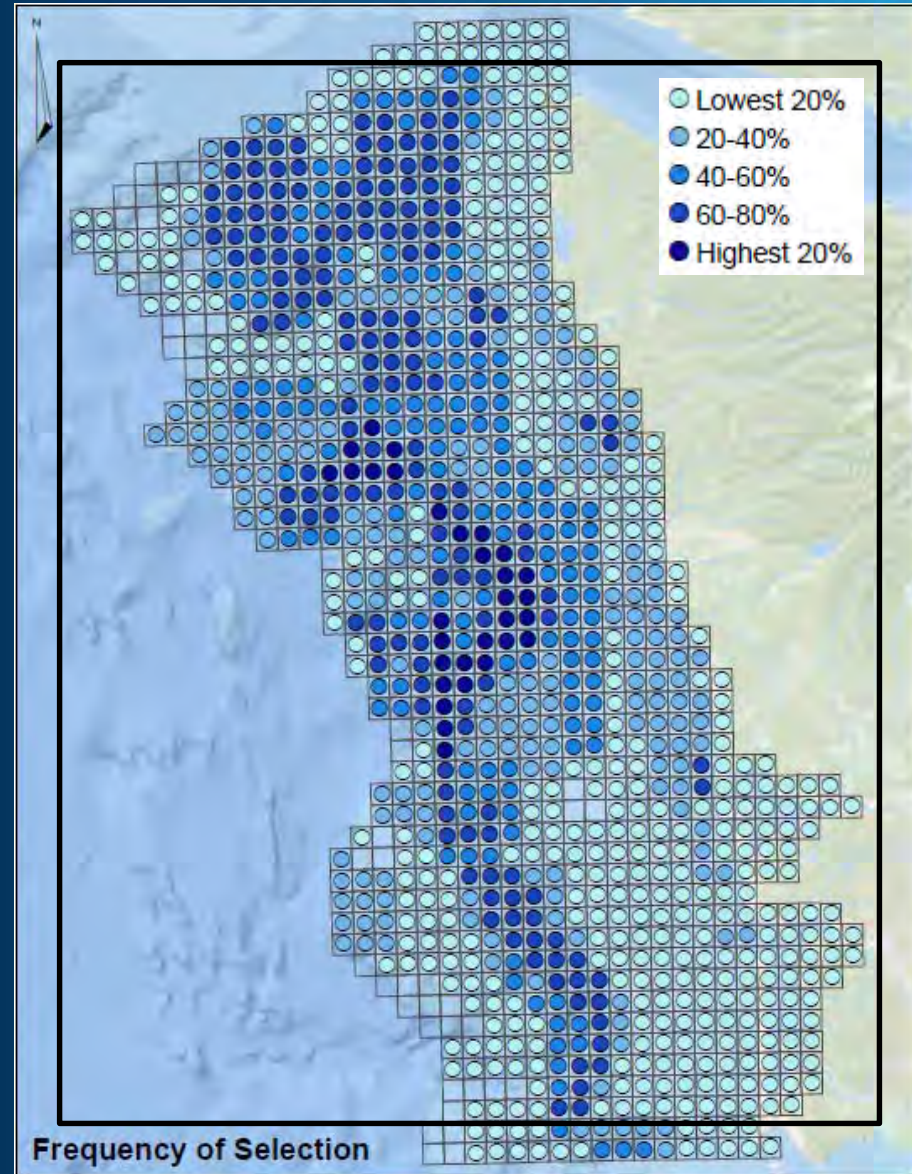 N
Lowest 20%
20-40%
40-60%
60-80%
Highest 20%
Frequency of Selection